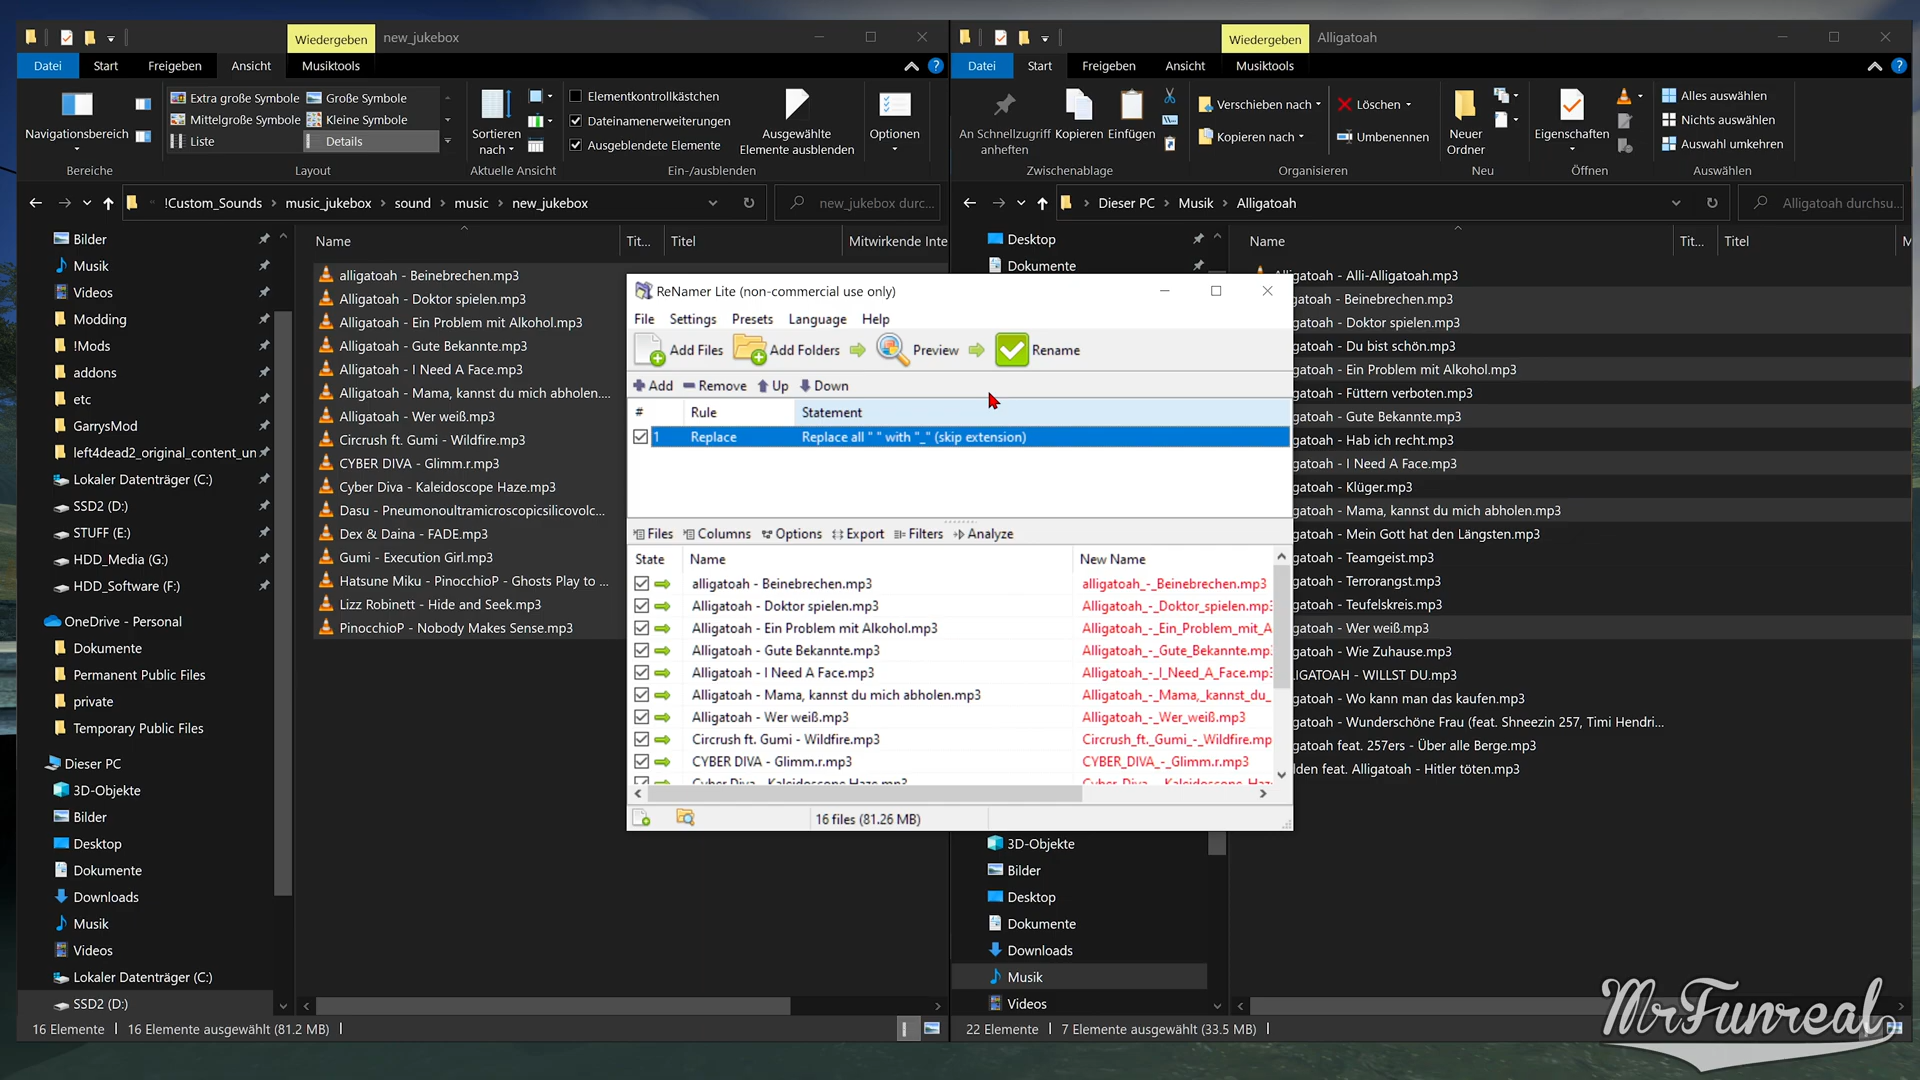 Wiedergeben
new_jukebox
Datei
Start
Freigeben
Ansicht
Musiktools
Navigationsbereich
Extra große Symbole
Große Symbole
Mittelgroße Symbole
Kleine Symbole
Liste
Details
Sortieren nach
Elementkontrollkästchen
Dateinamenerweiterungen
Ausgeblendete Elemente
Ausgewählte Elemente ausblenden
Optionen
Bereiche
Layout
Aktuelle Ansicht
Ein-/ausblenden
!Custom_Sounds
music_jukebox
sound
music
new_jukebox
new_jukebox durc...
Bilder
Musik
Videos
Modding
!Mods
addons
etc
GarrysMod
left4dead2_original_content_un
Lokaler Datenträger (C:)
SSD2 (D:)
STUFF (E:)
HDD_Media (G:)
HDD_Software (F:)
OneDrive - Personal
Dokumente
Permanent Public Files
private
Temporary Public Files
Dieser PC
3D-Objekte
Bilder
Desktop
Dokumente
Downloads
Musik
Videos
Lokaler Datenträger (C:)
SSD2 (D:)
Name
Tit...
Titel
Mitwirkende Inte
alligatoah - Beinebrechen.mp3
Alligatoah - Doktor spielen.mp3
Alligatoah - Ein Problem mit Alkohol.mp3
Alligatoah - Gute Bekannte.mp3
Alligatoah - I Need A Face.mp3
Alligatoah - Mama, kannst du mich abholen....
Alligatoah - Wer weiß.mp3
Circrush ft. Gumi - Wildfire.mp3
CYBER DIVA - Glimm.r.mp3
Cyber Diva - Kaleidoscope Haze.mp3
Dasu - Pneumonoultramicroscopicsilicovolc...
Dex & Daina - FADE.mp3
Gumi - Execution Girl.mp3
Hatsune Miku - PinocchioP - Ghosts Play to ...
Lizz Robinett - Hide and Seek.mp3
PinocchioP - Nobody Makes Sense.mp3
16 Elemente
16 Elemente ausgewählt (81.2 MB)
ReNamer Lite (non-commercial use only)
File
Settings
Presets
Language
Help
Add Files
Add Folders
Preview
Rename
Add
Remove
Up
Down
#
Rule
Statement
1
Replace
Replace all " " with "_" (skip extension)
Files
Columns
Options
Export
Filters
Analyze
State
Name
New Name
alligatoah - Beinebrechen.mp3
alligatoah_-_Beinebrechen.mp3
Alligatoah - Doktor spielen.mp3
Alligatoah_-_Doktor_spielen.mp3
Alligatoah - Ein Problem mit Alkohol.mp3
Alligatoah_-_Ein_Problem_mit_A
Alligatoah - Gute Bekannte.mp3
Alligatoah_-_Gute_Bekannte.mp
Alligatoah - I Need A Face.mp3
Alligatoah_-_I_Need_A_Face.mp
Alligatoah - Mama, kannst du mich abholen.mp3
Alligatoah_-_Mama,_kannst_du_
Alligatoah - Wer weiß.mp3
Alligatoah_-_Wer_weiß.mp3
Circrush ft. Gumi - Wildfire.mp3
Circrush_ft._Gumi_-_Wildfire.mp
CYBER DIVA - Glimm.r.mp3
CYBER_DIVA_-_Glimm.r.mp3
Cyber Diva - Kaleidoscope Haze.mp3
Cyber_Diva_-_Kaleidoscope_Haz
16 files (81.26 MB)
Wiedergeben
Alligatoah
Datei
Start
Freigeben
Ansicht
Musiktools
An Schnellzugriff anheften
Kopieren
Einfügen
Verschieben nach
Kopieren nach
Löschen
Umbenennen
Neuer Ordner
Eigenschaften
Alles auswählen
Nichts auswählen
Auswahl umkehren
Zwischenablage
Organisieren
Neu
Öffnen
Auswählen
Dieser PC
Musik
Alligatoah
Alligatoah durchsu...
Desktop
Dokumente
3D-Objekte
Bilder
Desktop
Dokumente
Downloads
Musik
Videos
Name
Tit...
Titel
M
igatoah - Alli-Alligatoah.mp3
gatoah - Beinebrechen.mp3
gatoah - Doktor spielen.mp3
gatoah - Du bist schön.mp3
gatoah - Ein Problem mit Alkohol.mp3
gatoah - Füttern verboten.mp3
gatoah - Gute Bekannte.mp3
gatoah - Hab ich recht.mp3
gatoah - I Need A Face.mp3
gatoah - Klüger.mp3
gatoah - Mama, kannst du mich abholen.mp3
gatoah - Mein Gott hat den Längsten.mp3
gatoah - Teamgeist.mp3
gatoah - Terrorangst.mp3
gatoah - Teufelskreis.mp3
gatoah - Wer weiß.mp3
gatoah - Wie Zuhause.mp3
IGATOAH - WILLST DU.mp3
gatoah - Wo kann man das kaufen.mp3
gatoah - Wunderschöne Frau (feat. Shneezin 257, Timi Hendri...
gatoah feat. 257ers - Über alle Berge.mp3
lden feat. Alligatoah - Hitler töten.mp3
22 Elemente
7 Elemente ausgewählt (33.5 MB)
MrFunreal